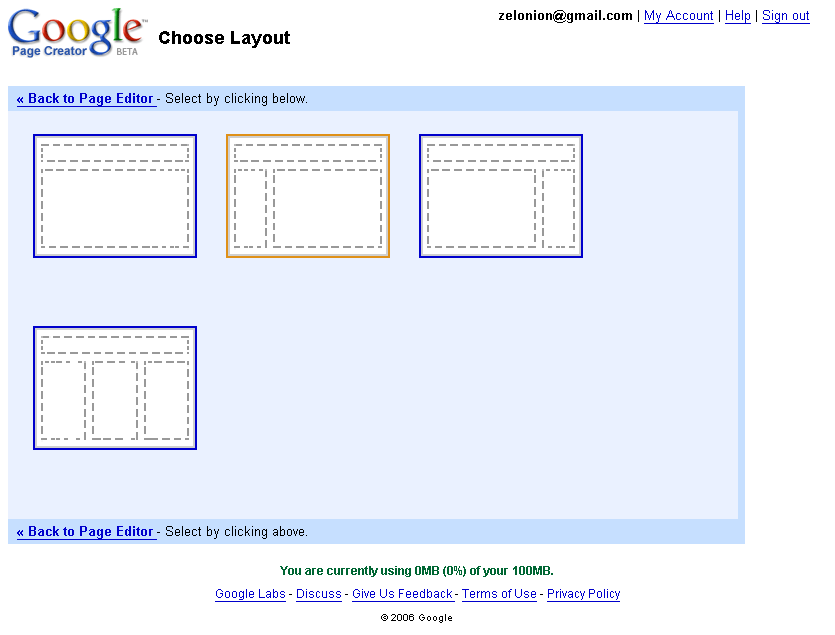 zelonion@gmail.com | My Account | Help | Sign out
Google™
Page Creator BETA
Choose Layout
« Back to Page Editor - Select by clicking below.
« Back to Page Editor - Select by clicking above.
You are currently using 0MB (0%) of your 100MB.
Google Labs - Discuss - Give Us Feedback - Terms of Use - Privacy Policy
© 2006 Google